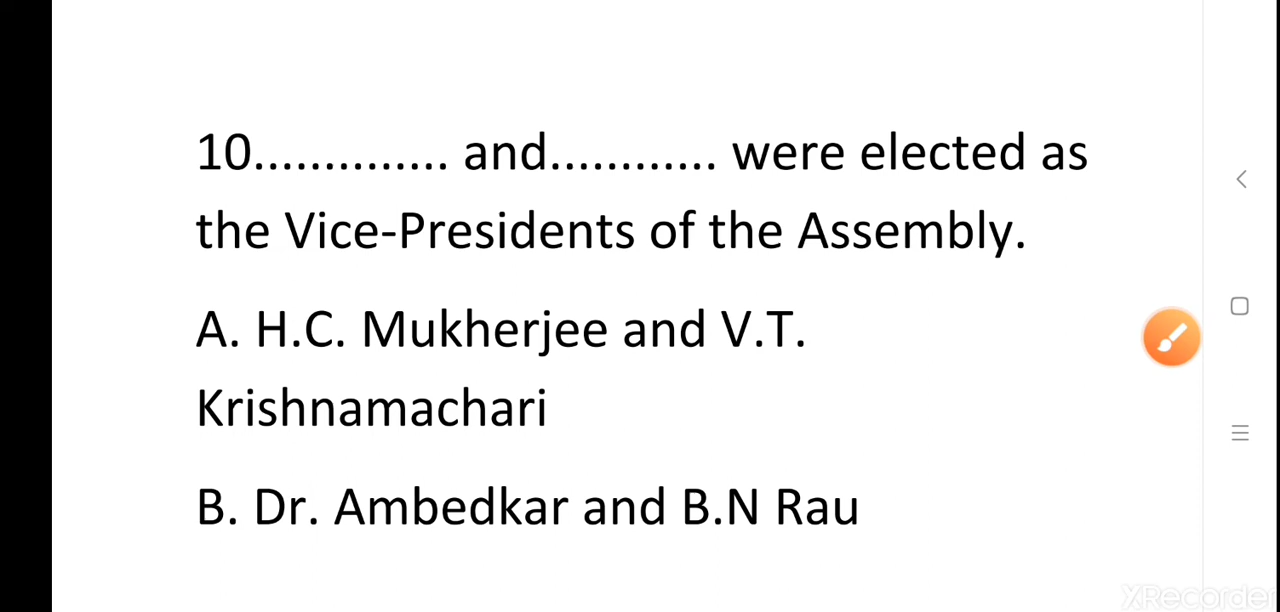 10.............. and............ were elected as
the Vice-Presidents of the Assembly.
A. H.C. Mukherjee and V.T.
Krishnamachari
B. Dr. Ambedkar and B.N Rau
XRecorder